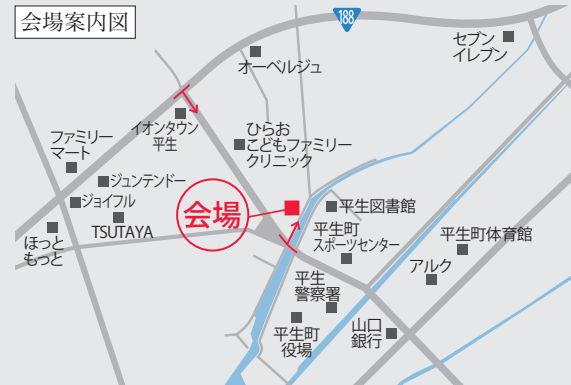 会場案内図
188
セブン
イレブン
オーベルジュ
イオンタウン
平生
ひらお
こどもファミリー
クリニック
ファミリー
マート
ジュンテンドー
ジョイフル
TSUTAYA
ほっと
もっと
会場
平生図書館
平生町
スポーツセンター
平生町体育館
アルク
平生
警察署
平生町
役場
山口
銀行